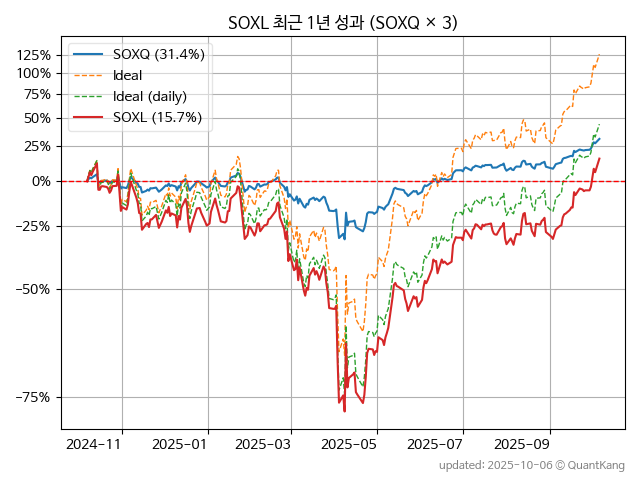 SOXL 최근 1년 성과 (SOXQ × 3)
SOXQ (31.4%)
Ideal
Ideal (daily)
SOXL (15.7%)
125%
100%
75%
50%
25%
0%
−25%
−50%
−75%
2024−11
2025−01
2025−03
2025−05
2025−07
2025−09
updated: 2025-10-06 ⓒ QuantKang